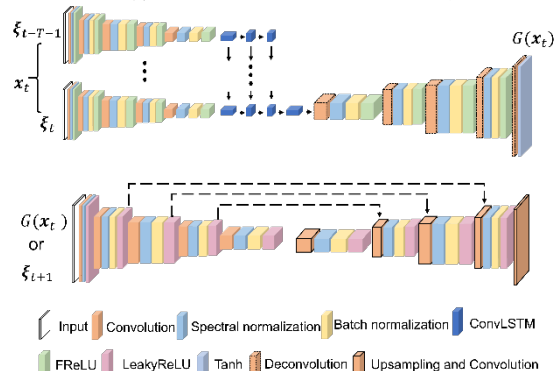 ξt−T−1
G(xt)
xt
ξt
G(xt)
or
ξt+1
Input Convolution Spectral normalization Batch normalization ConvLSTM
FReLU LeakyReLU Tanh Deconvolution Upsampling and Convolution